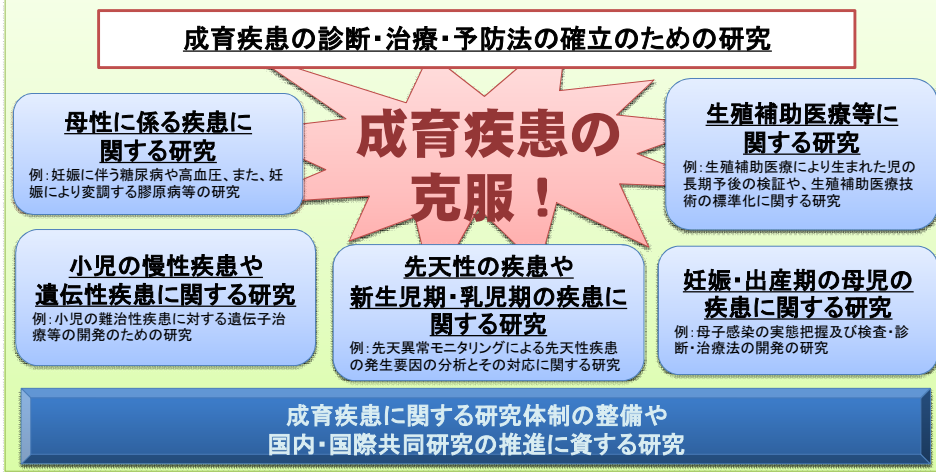 成育疾患の診断・治療・予防法の確立のための研究
成育疾患の
克服！
母性に係る疾患に
関する研究
例：妊娠に伴う糖尿病や高血圧、また、妊
娠により変調する膠原病等の研究
生殖補助医療等に
関する研究
例：生殖補助医療により生まれた児の
長期予後の検証や、生殖補助医療技
術の標準化に関する研究
小児の慢性疾患や
遺伝性疾患に関する研究
例：小児の難治性疾患に対する遺伝子治
療等の開発のための研究
先天性の疾患や
新生児期・乳児期の疾患に
関する研究
例：先天異常モニタリングによる先天性疾患
の発生要因の分析とその対応に関する研究
妊娠・出産期の母児の
疾患に関する研究
例：母子感染の実態把握及び検査・診
断・治療法の開発の研究
成育疾患に関する研究体制の整備や
国内・国際共同研究の推進に資する研究